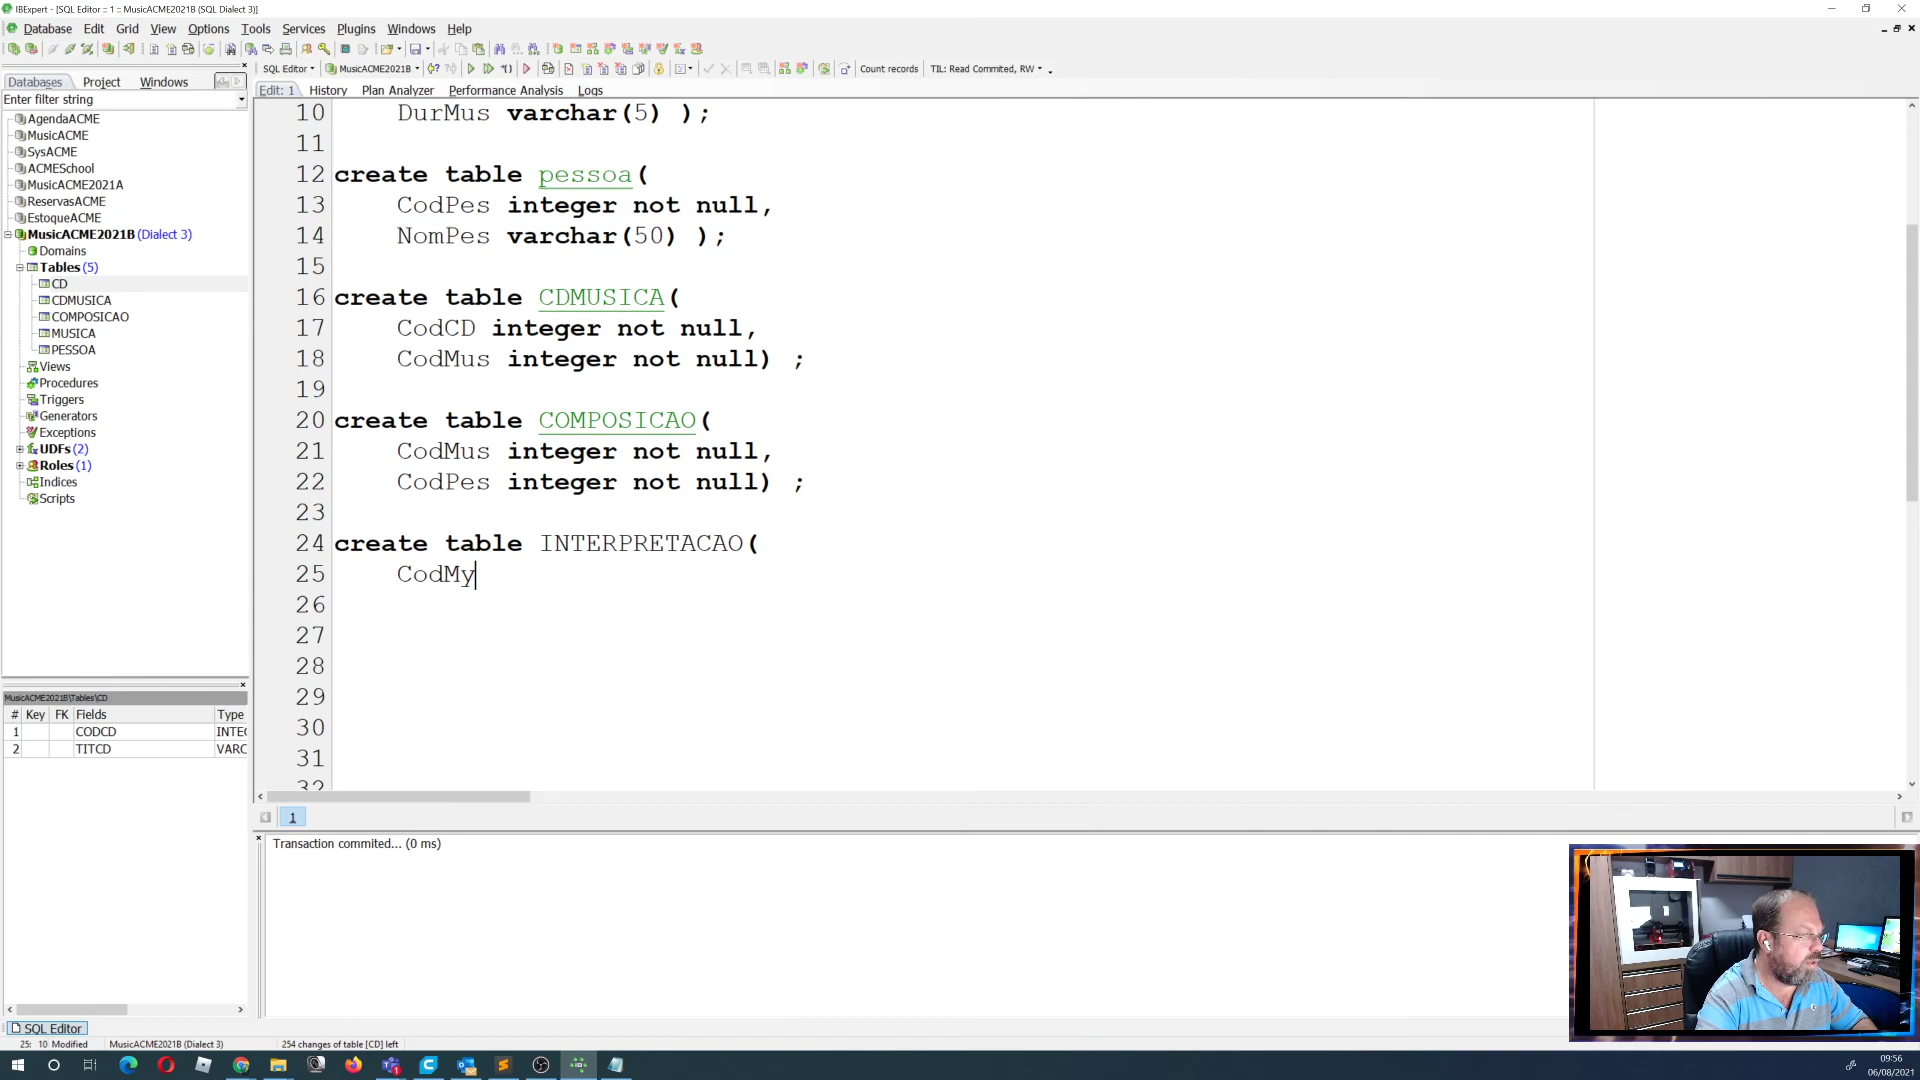 IBExpert - [SQL Editor :: 1 :: MusicACME2021B (SQL Dialect 3)]
Database Edit Grid View Options Tools Services Plugins Windows Help
SQL Editor MusicACME2021B Count records TIL: Read Commited, RW
Databases Project Windows
Edit: 1 History Plan Analyzer Performance Analysis Logs
Enter filter string
AgendaACME
MusicACME
SysACME
ACMESchool
MusicACME2021A
ReservasACME
EstoqueACME
MusicACME2021B (Dialect 3)
Domains
Tables (5)
CD
CDMUSICA
COMPOSICAO
MUSICA
PESSOA
Views
Procedures
Triggers
Generators
Exceptions
UDFs (2)
Roles (1)
Indices
Scripts
10 DurMus varchar(5) );
11
12 create table pessoa(
13 CodPes integer not null,
14 NomPes varchar(50) );
15
16 create table CDMUSICA(
17 CodCD integer not null,
18 CodMus integer not null) ;
19
20 create table COMPOSICAO(
21 CodMus integer not null,
22 CodPes integer not null) ;
23
24 create table INTERPRETACAO(
25 CodMy
26
27
28
29
30
31
32
MusicACME2021B\Tables\CD
# Key FK Fields Type
1 CODCD INTEG
2 TITCD VARC
1
Transaction commited... (0 ms)
SQL Editor
25: 10 Modified MusicACME2021B (Dialect 3) 254 changes of table [CD] left
09:56
06/08/2021